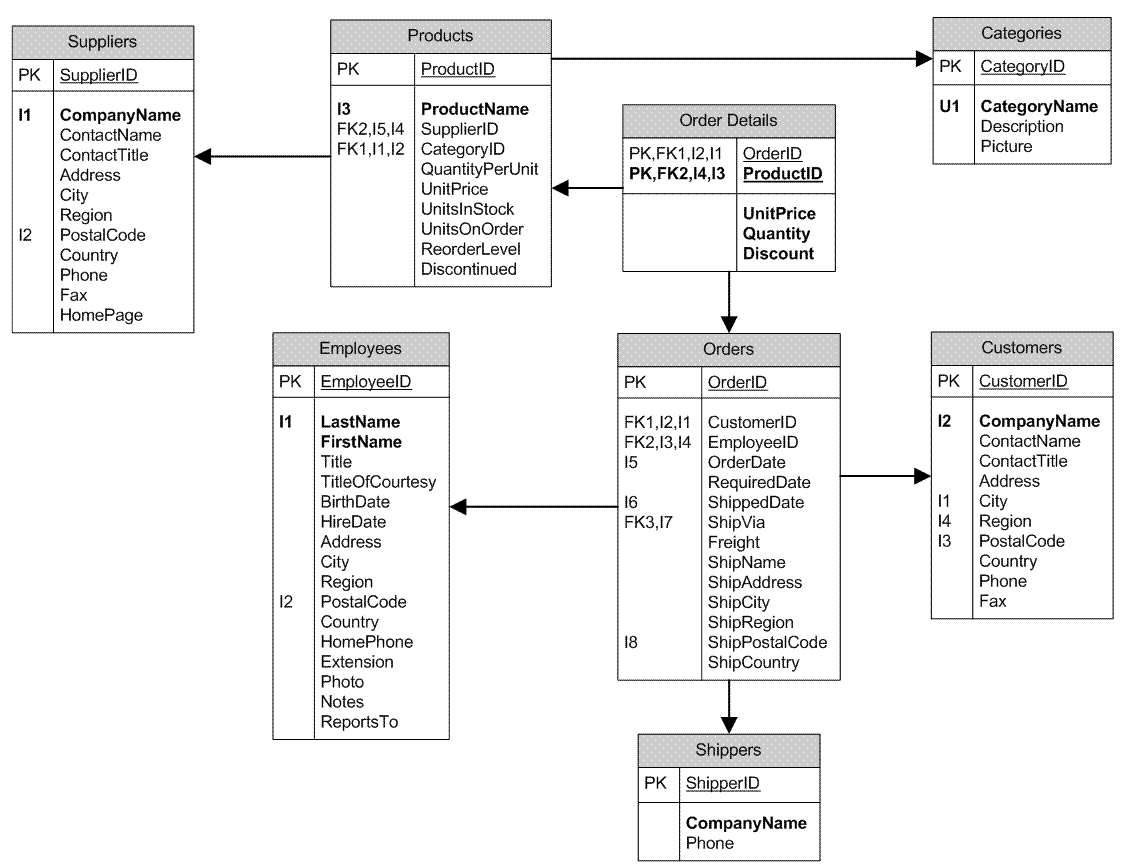 Suppliers
PK SupplierID
I1 CompanyName
ContactName
ContactTitle
Address
City
Region
I2 PostalCode
Country
Phone
Fax
HomePage
Products
PK ProductID
I3 ProductName
FK2,I5,I4 SupplierID
FK1,I1,I2 CategoryID
QuantityPerUnit
UnitPrice
UnitsInStock
UnitsOnOrder
ReorderLevel
Discontinued
Order Details
PK,FK1,I2,I1 OrderID
PK,FK2,I4,I3 ProductID
UnitPrice
Quantity
Discount
Categories
PK CategoryID
U1 CategoryName
Description
Picture
Employees
PK EmployeeID
I1 LastName
FirstName
Title
TitleOfCourtesy
BirthDate
HireDate
Address
City
Region
I2 PostalCode
Country
HomePhone
Extension
Photo
Notes
ReportsTo
Orders
PK OrderID
FK1,I2,I1 CustomerID
FK2,I3,I4 EmployeeID
I5 OrderDate
RequiredDate
I6 ShippedDate
FK3,I7 ShipVia
Freight
ShipName
ShipAddress
ShipCity
ShipRegion
I8 ShipPostalCode
ShipCountry
Customers
PK CustomerID
I2 CompanyName
ContactName
ContactTitle
Address
I1 City
I4 Region
I3 PostalCode
Country
Phone
Fax
Shippers
PK ShipperID
CompanyName
Phone